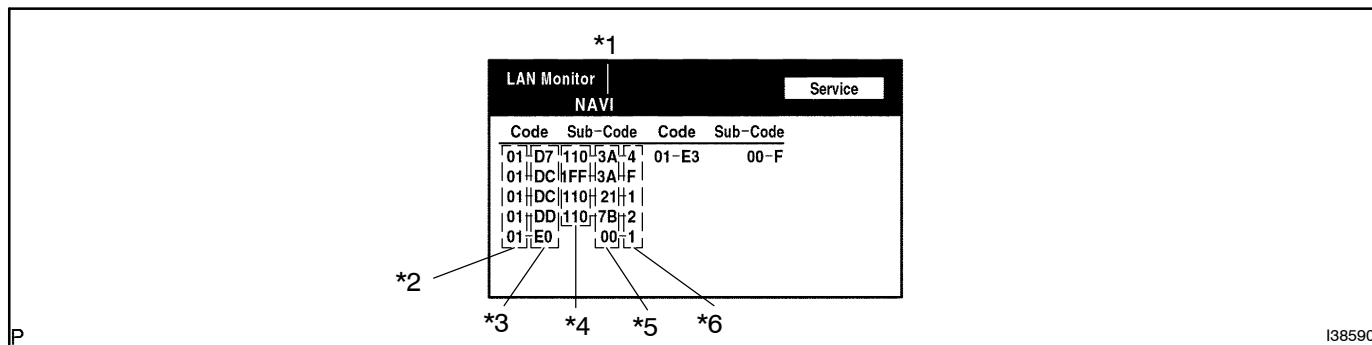 *1
LAN Monitor
NAVI
Service
Code Sub-Code Code Sub-Code
01-D7 110-3A-4 01-E3 00-F
01-DC 1FF-3A-F
01-DC 110-21-1
01-DD 110-7B-2
01-E0 00-1
*2
*3 *4 *5 *6
P
I38590